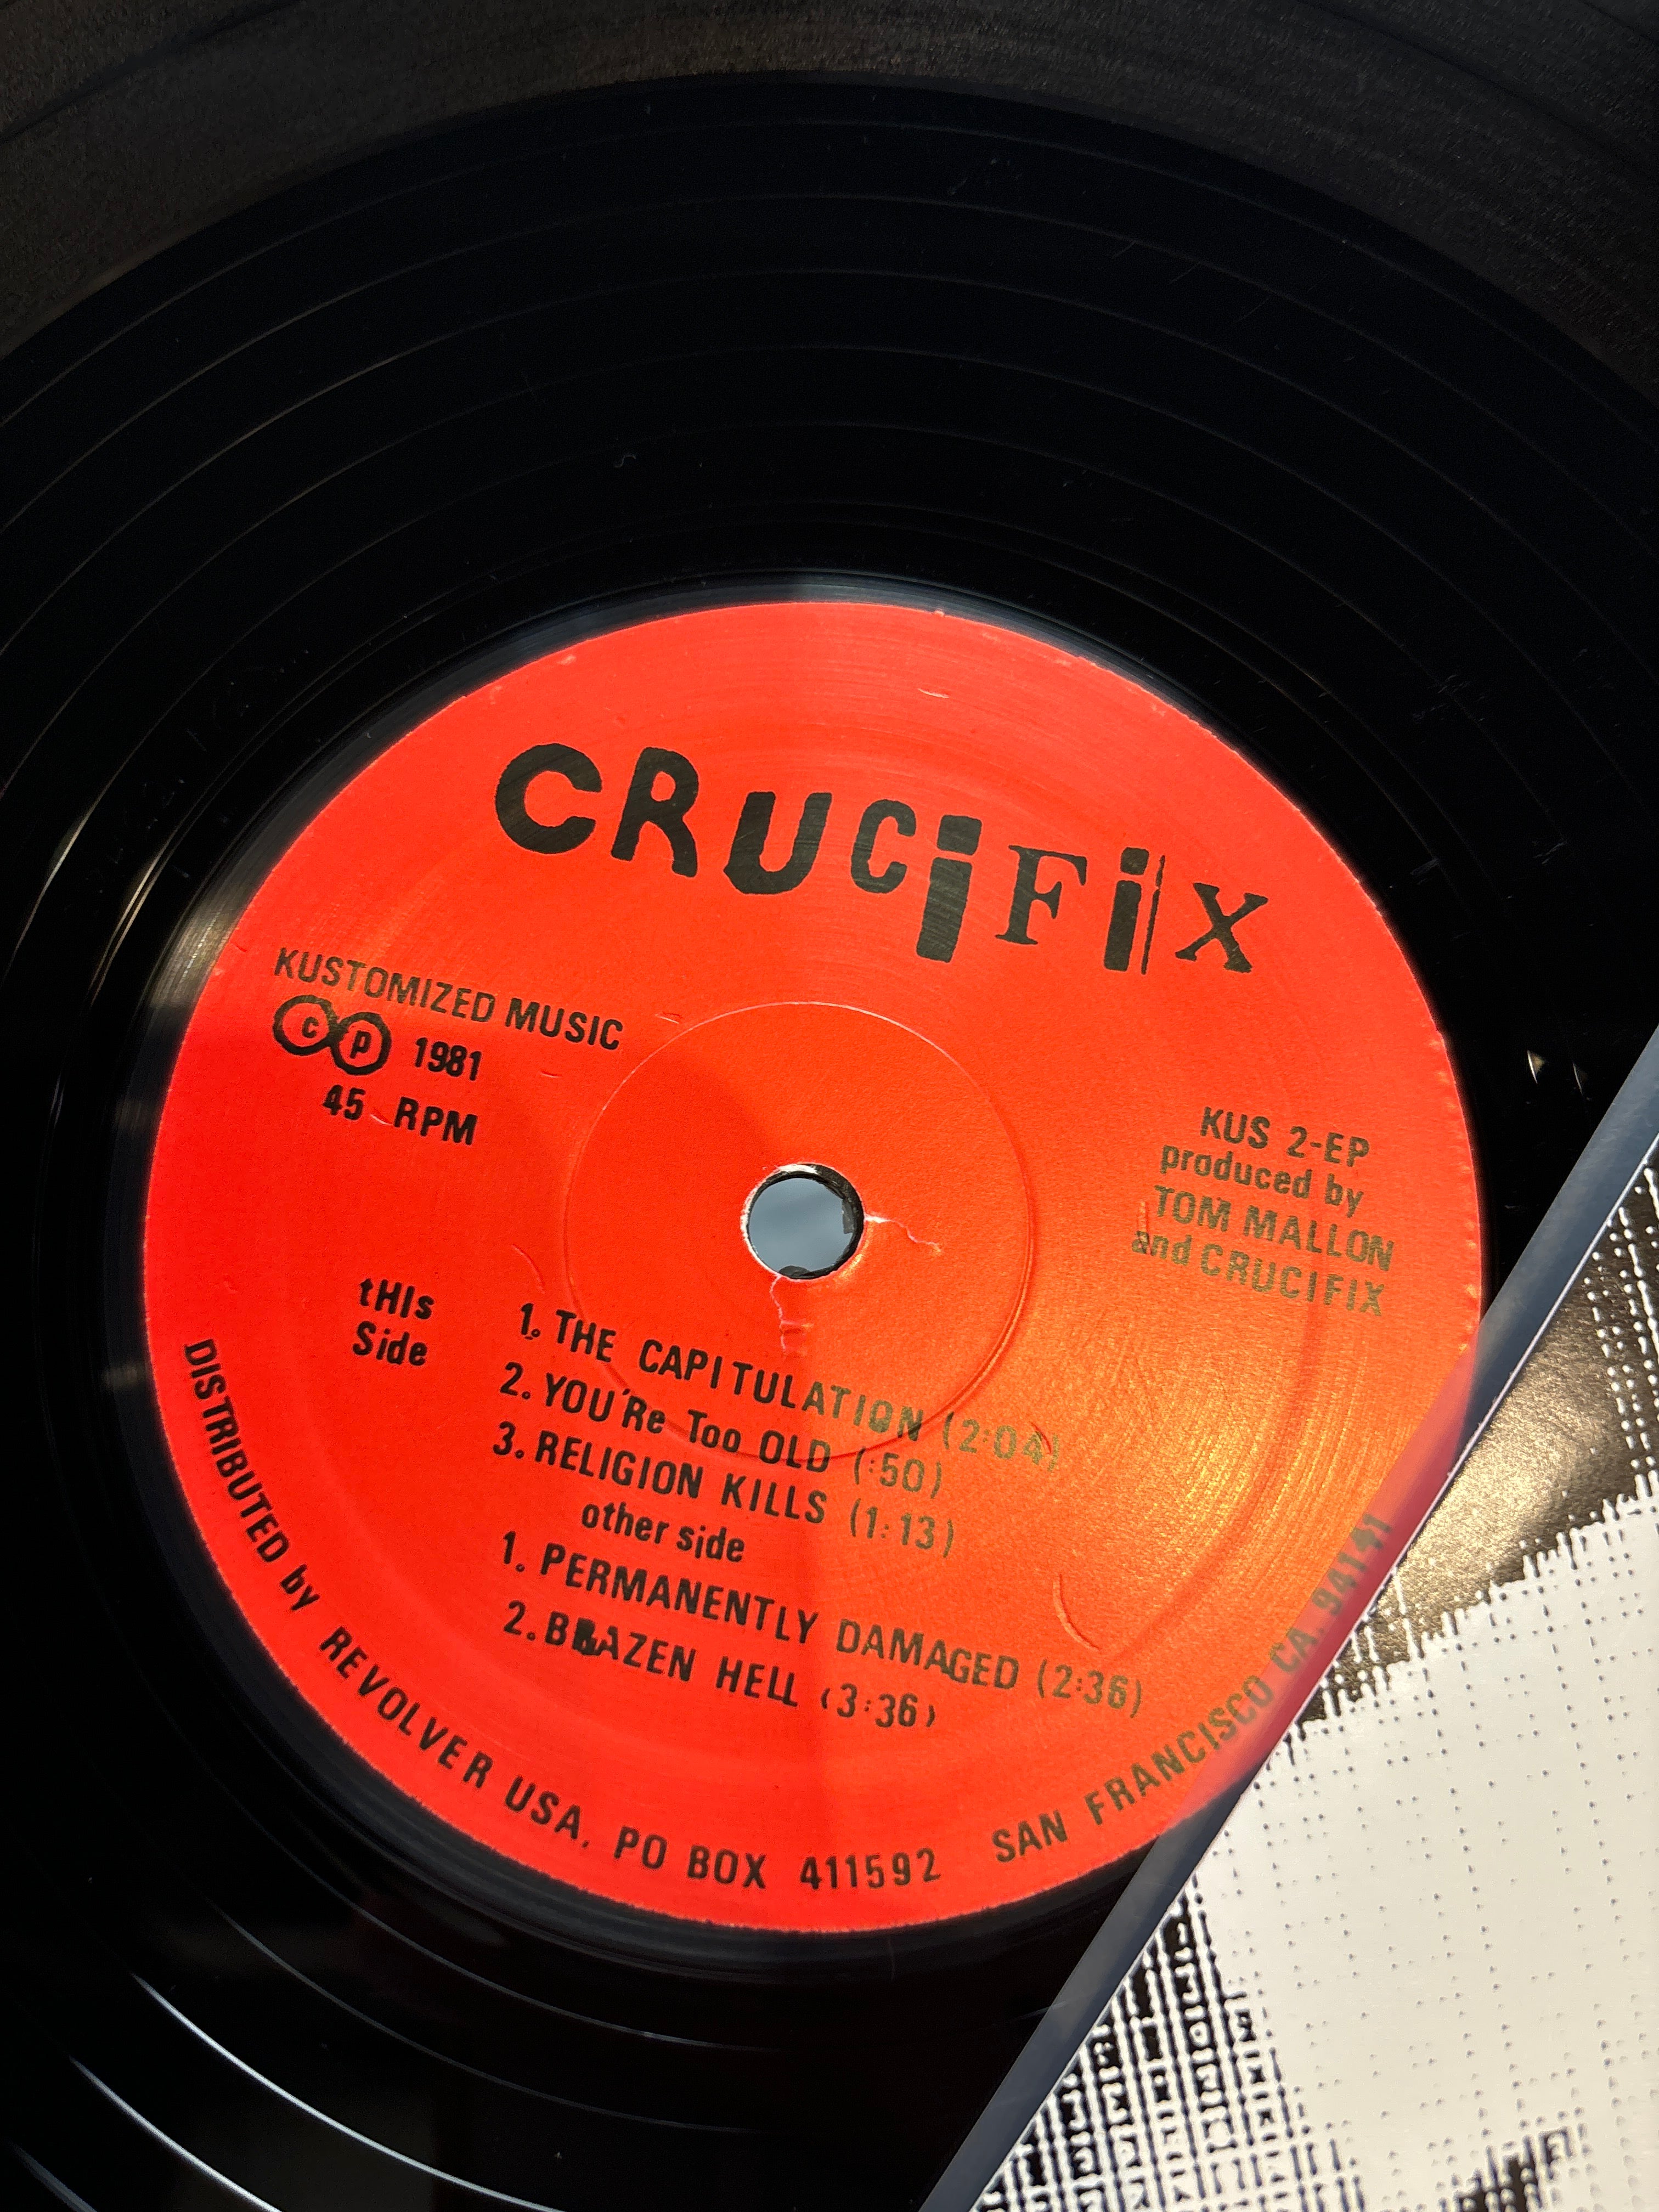 CRUCiFiX
KUSTOMIZED MUSIC
c p 1981
45 RPM
KUS 2-EP
produced by
TOM MALLON
and CRUCIFIX
tHIs
Side
1. THE CAPITULATION (2:04)
2. YOU'Re Too OLD (:50)
3. RELIGION KILLS (1:13)
other side
1. PERMANENTLY DAMAGED (2:36)
2. BRAZEN HELL (3:36)
DISTRIBUTED by REVOLVER USA, PO BOX 411592 SAN FRANCISCO CA. 94141